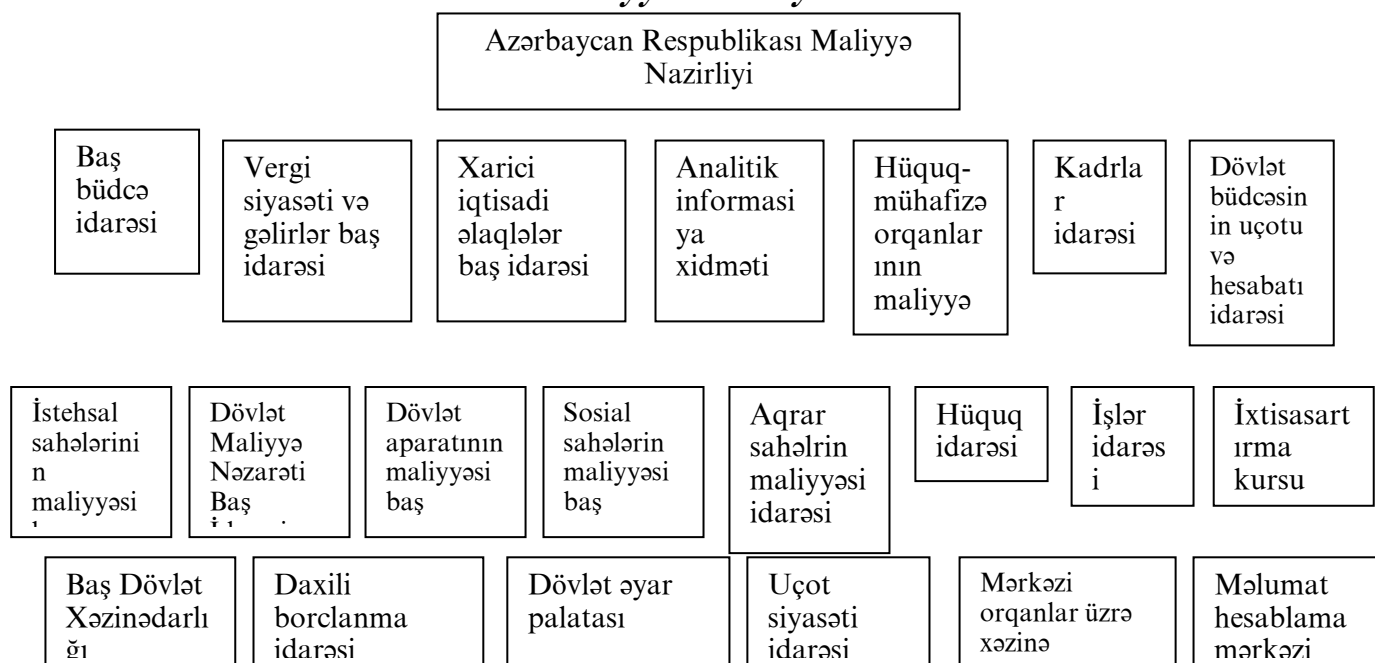 Azərbaycan Respublikası Maliyyə
Nazirliyi
Baş
büdcə
idarəsi
Vergi
siyasəti və
gəlirlər baş
idarəsi
Xarici
iqtisadi
əlaqlələr
baş idarəsi
Analitik
informasi
ya
xidməti
Hüquq-
mühafizə
orqanlar
ının
maliyyə
Kadrla
r
idarəsi
Dövlət
büdcəsin
in uçotu
və
hesabatı
idarəsi
İstehsal
sahələrini
n
maliyyəsi
Dövlət
Maliyyə
Nəzarəti
Baş
Dövlət
aparatının
maliyyəsi
baş
Sosial
sahələrin
maliyyəsi
baş
Aqrar
sahəlrin
maliyyəsi
idarəsi
Hüquq
idarəsi
İşlər
idarəs
i
İxtisasart
ırma
kursu
Baş Dövlət
Xəzinədarlı
ğı
Daxili
borclanma
idarəsi
Dövlət əyar
palatası
Uçot
siyasəti
idarəsi
Mərkəzi
orqanlar üzrə
xəzinə
Məlumat
hesablama
mərkəzi